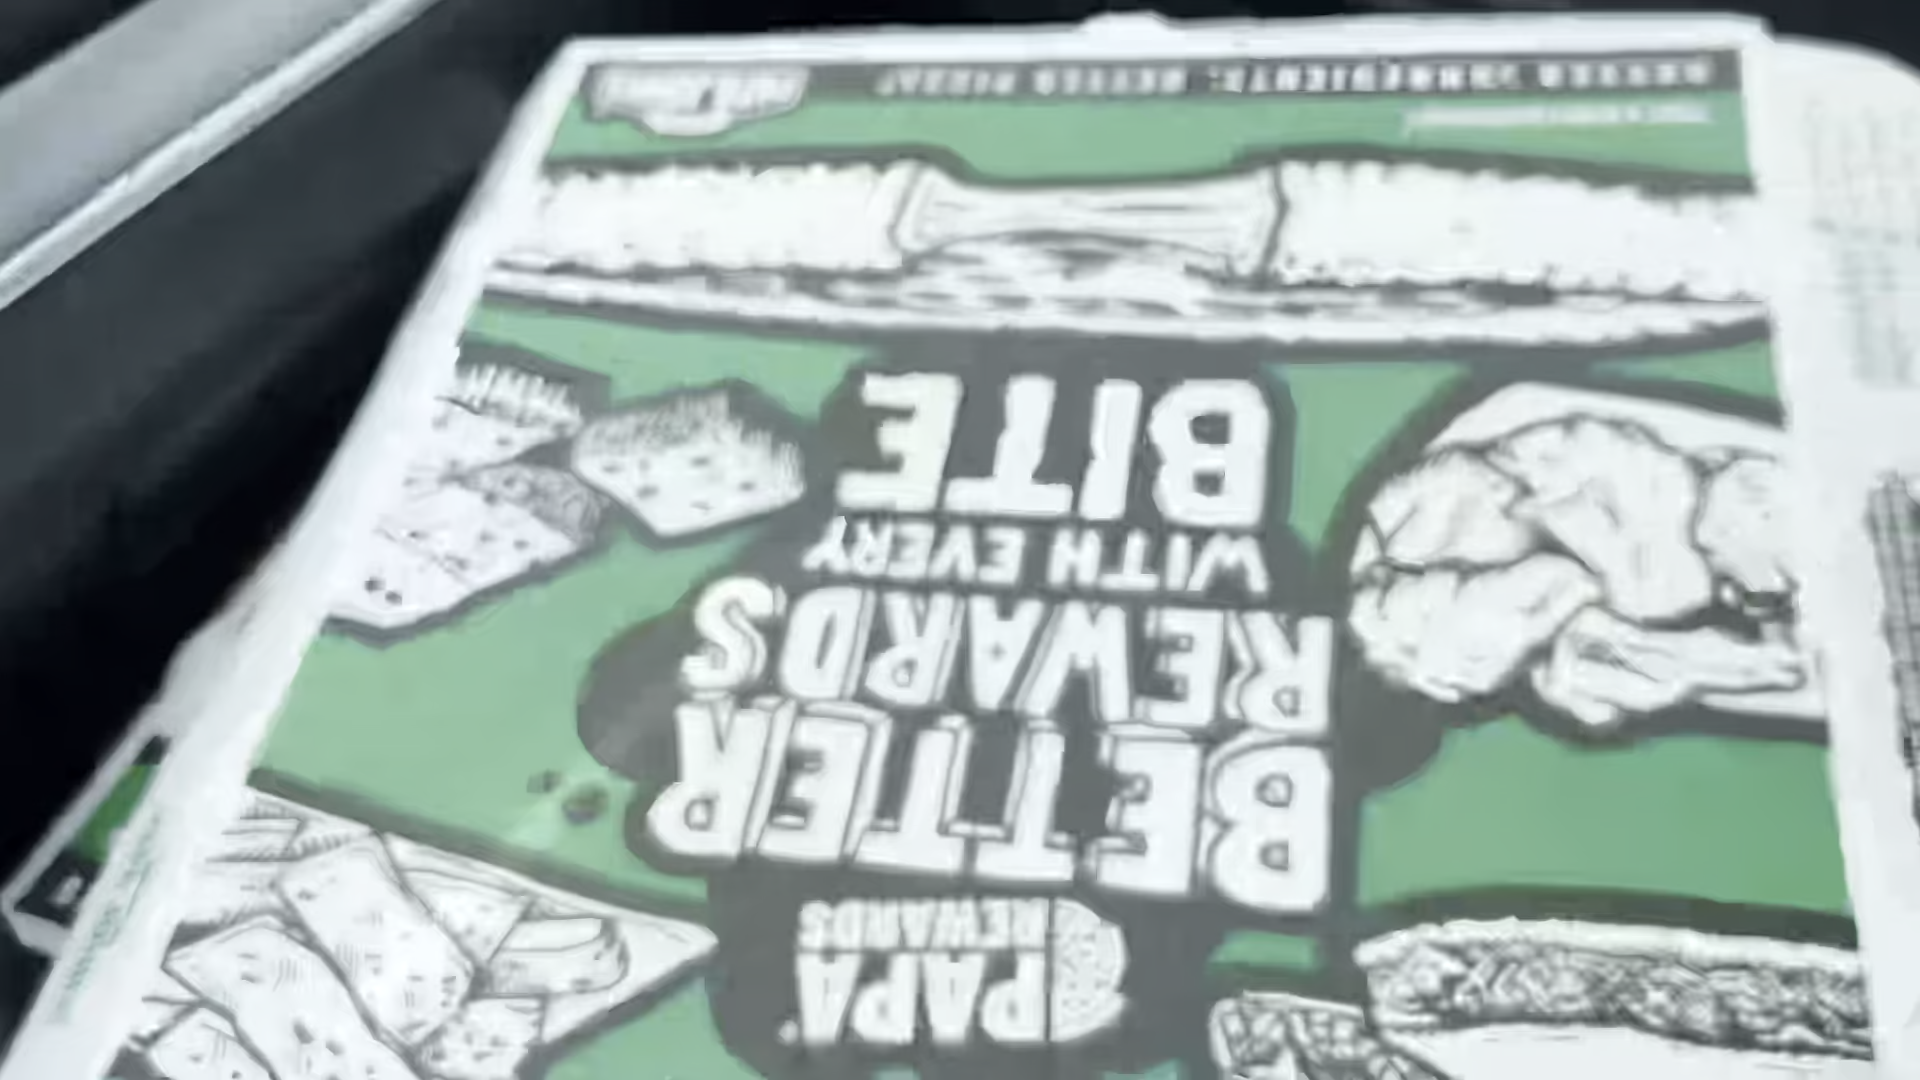 PAPA
REWARDS
BETTER
REWARDS
WITH EVERY
BITE
BETTER INGREDIENTS. BETTER PIZZA.